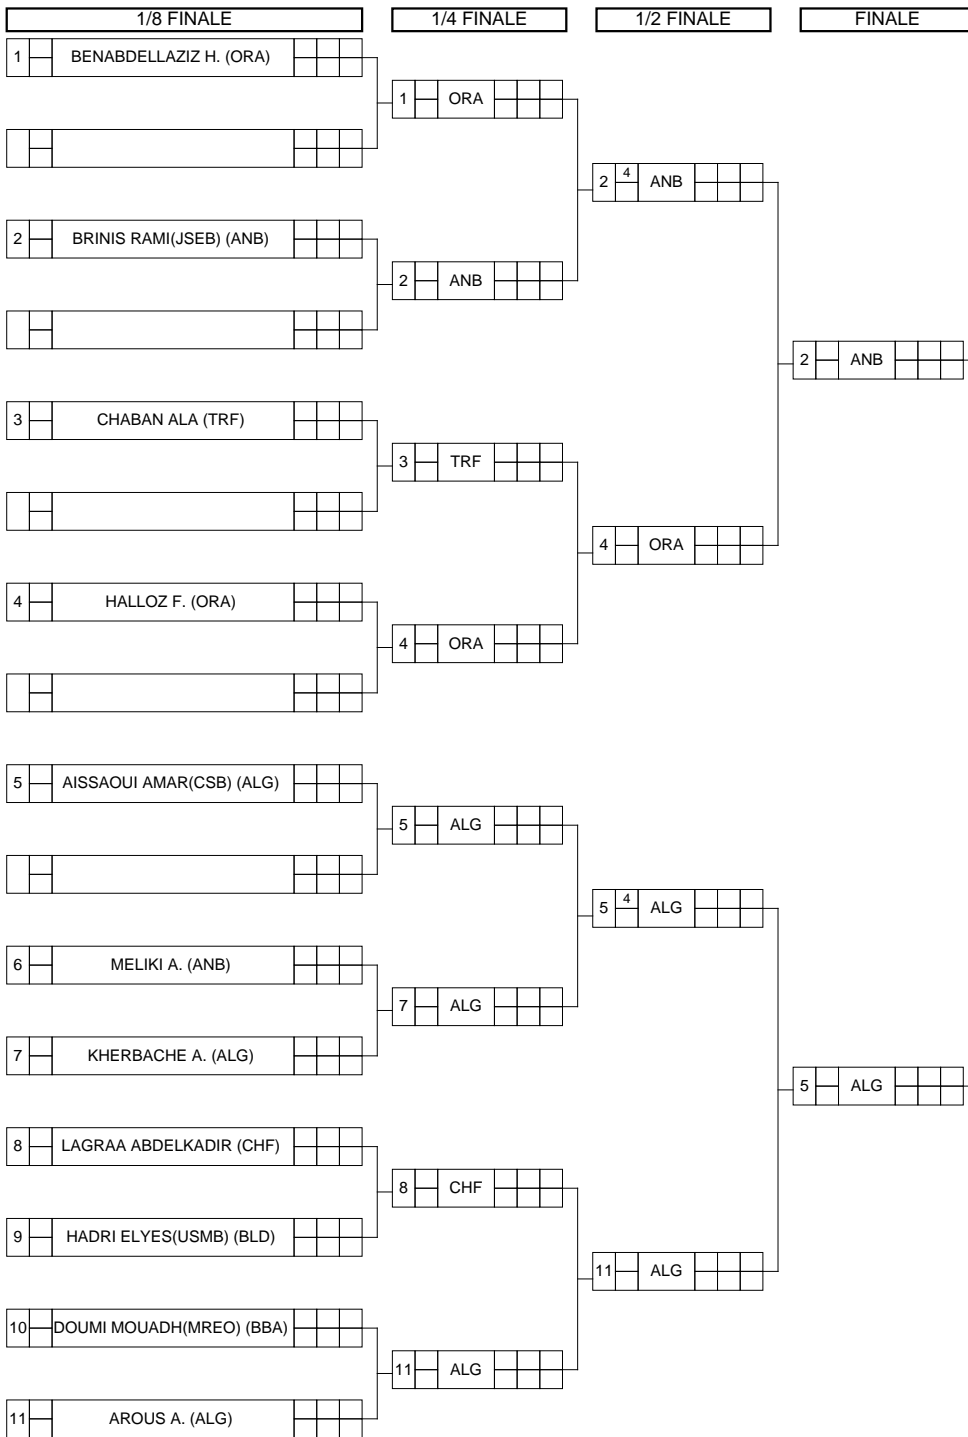 1/8 FINALE 1/4 FINALE 1/2 FINALE FINALE
1 BENABDELLAZIZ H. (ORA)
1 ORA
2 4 ANB
2 BRINIS RAMI(JSEB) (ANB)
2 ANB
2 ANB
3 CHABAN ALA (TRF)
3 TRF
4 ORA
4 HALLOZ F. (ORA)
4 ORA
5 AISSAOUI AMAR(CSB) (ALG)
5 ALG
5 4 ALG
6 MELIKI A. (ANB)
7 ALG
7 KHERBACHE A. (ALG)
5 ALG
8 LAGRAA ABDELKADIR (CHF)
8 CHF
9 HADRI ELYES(USMB) (BLD)
11 ALG
10 DOUMI MOUADH(MREO) (BBA)
11 ALG
11 AROUS A. (ALG)